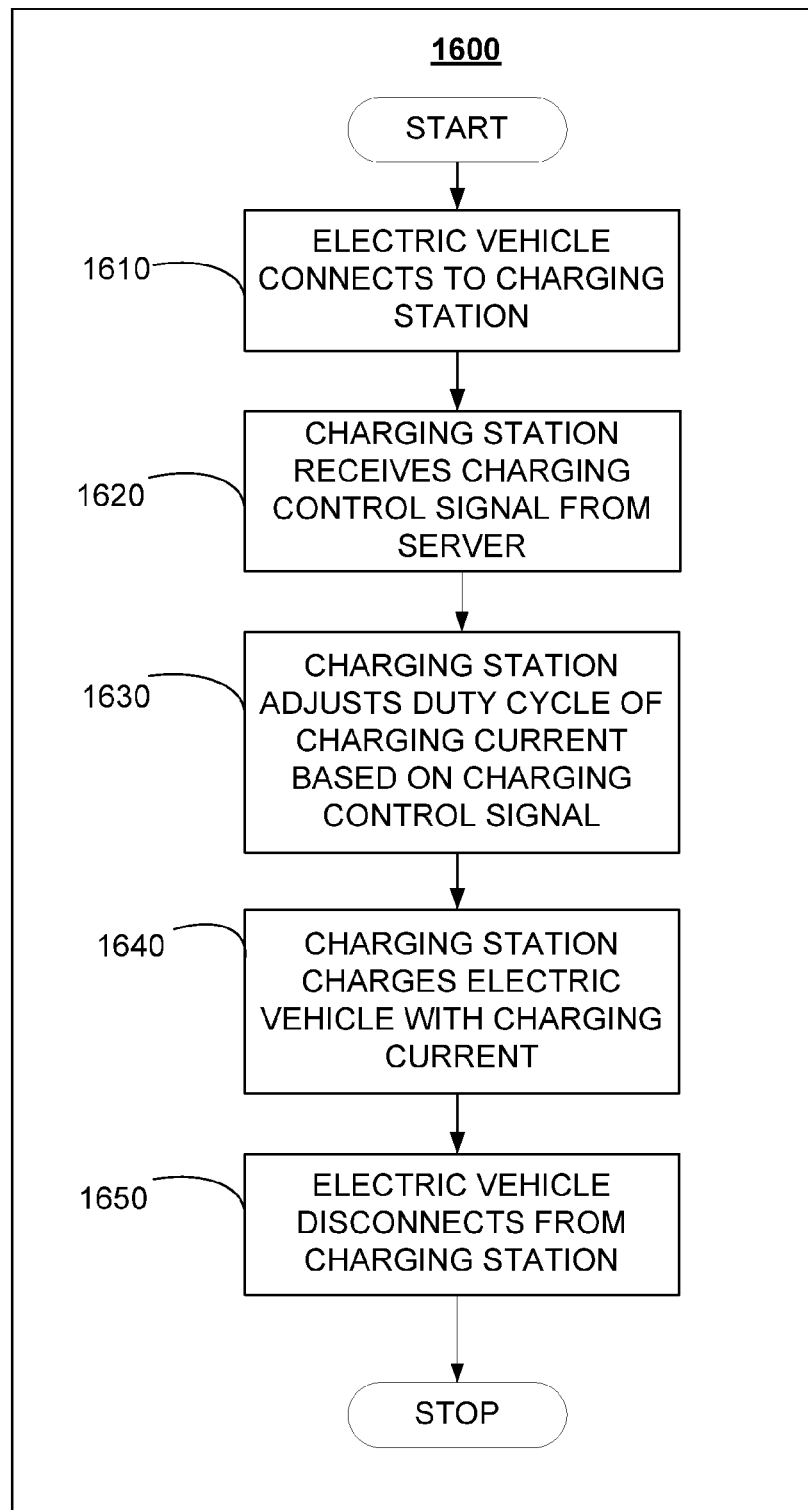 1600
START
1610
ELECTRIC VEHICLE
CONNECTS TO CHARGING
STATION
1620
CHARGING STATION
RECEIVES CHARGING
CONTROL SIGNAL FROM
SERVER
1630
CHARGING STATION
ADJUSTS DUTY CYCLE OF
CHARGING CURRENT
BASED ON CHARGING
CONTROL SIGNAL
1640
CHARGING STATION
CHARGES ELECTRIC
VEHICLE WITH CHARGING
CURRENT
1650
ELECTRIC VEHICLE
DISCONNECTS FROM
CHARGING STATION
STOP